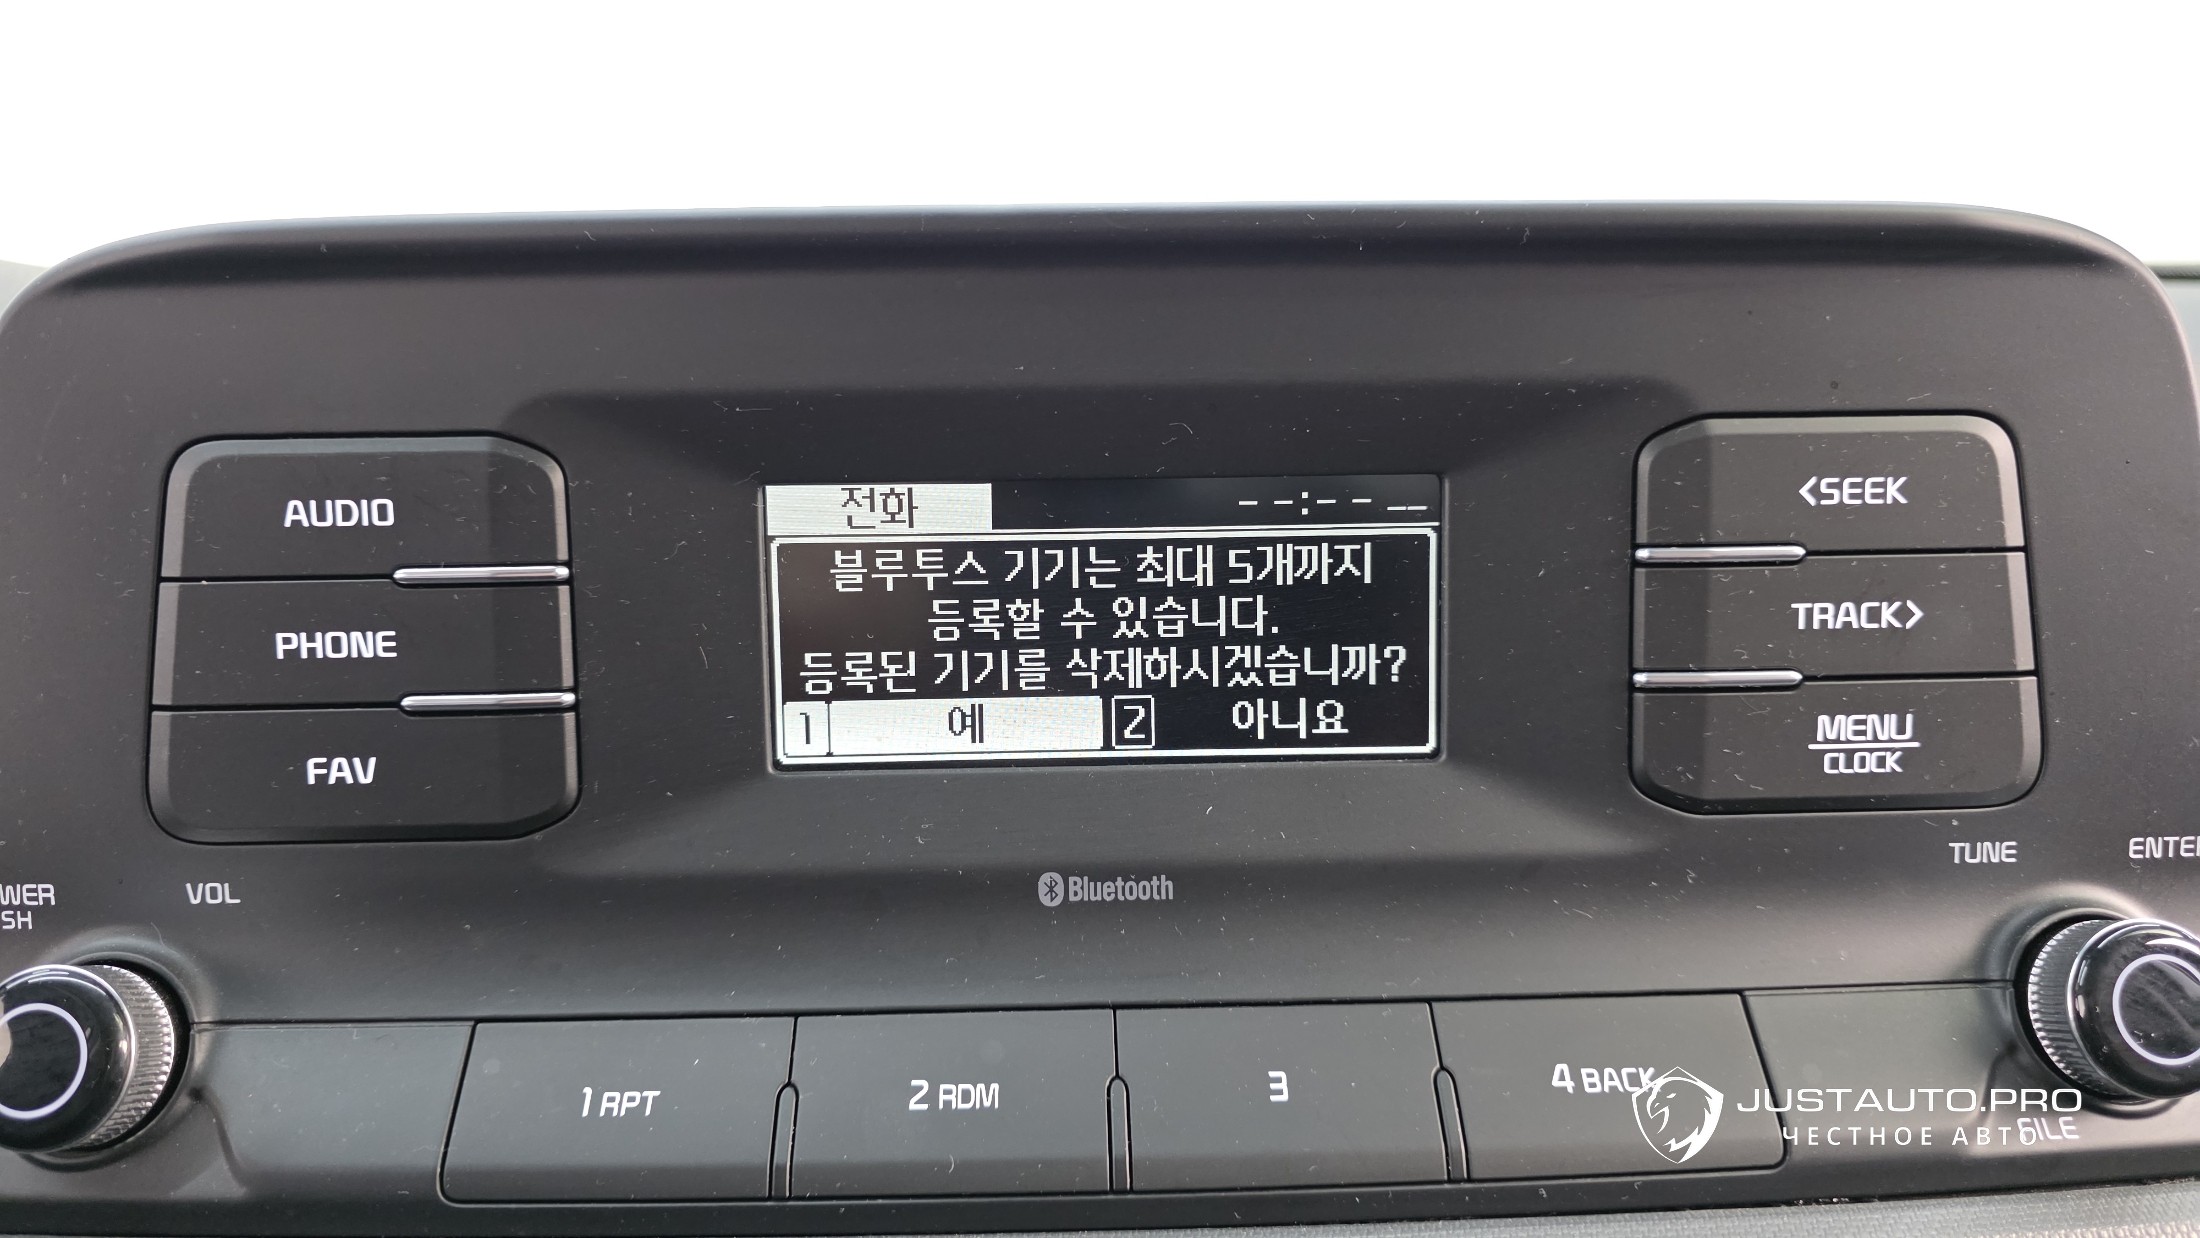 전화 --:-- __
블루투스 기기는 최대 5개까지
등록할 수 있습니다.
등록된 기기를 삭제하시겠습니까?
1 예 2 아니요
AUDIO
PHONE
FAV
<SEEK
TRACK>
MENU
CLOCK
VOL
Bluetooth
TUNE
1 RPT
2 RDM
3
4 BACK
JUSTAUTO.PRO
ЧЕСТНОЕ АВТО